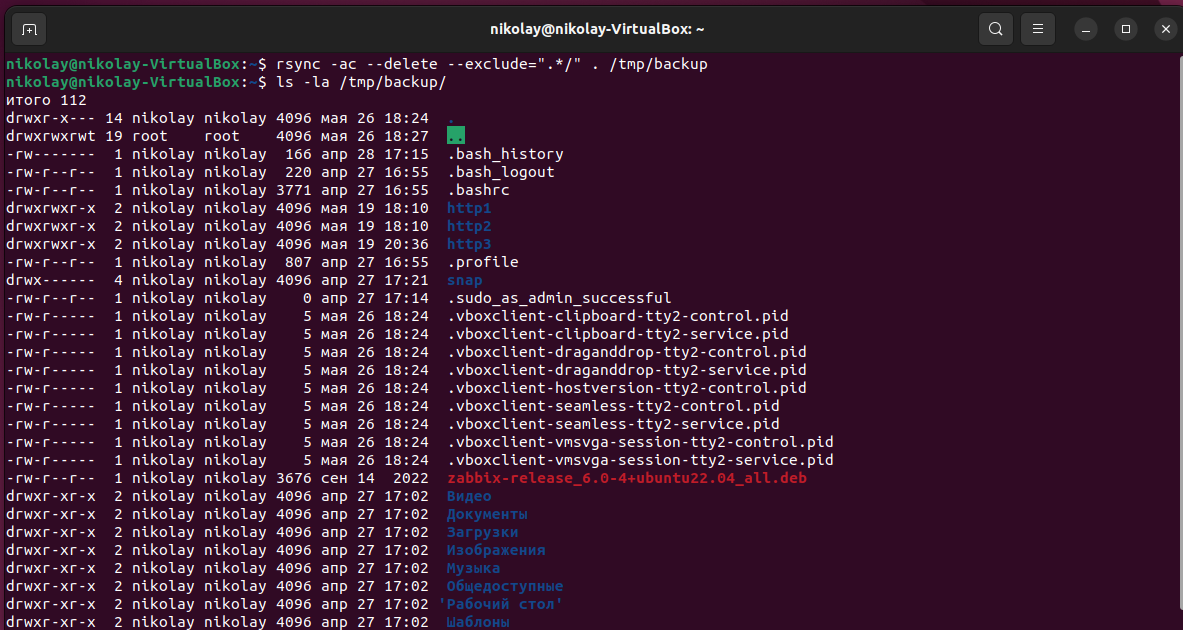 nikolay@nikolay-VirtualBox: ~
nikolay@nikolay-VirtualBox:~$ rsync -ac --delete --exclude=".*/" . /tmp/backup
nikolay@nikolay-VirtualBox:~$ ls -la /tmp/backup/
итого 112
drwxr-x--- 14 nikolay nikolay 4096 мая 26 18:24  .
drwxrwxrwt 19 root    root    4096 мая 26 18:27  ..
-rw-------  1 nikolay nikolay  166 апр 28 17:15  .bash_history
-rw-r--r--  1 nikolay nikolay  220 апр 27 16:55  .bash_logout
-rw-r--r--  1 nikolay nikolay 3771 апр 27 16:55  .bashrc
drwxrwxr-x  2 nikolay nikolay 4096 мая 19 18:10  http1
drwxrwxr-x  2 nikolay nikolay 4096 мая 19 18:10  http2
drwxrwxr-x  2 nikolay nikolay 4096 мая 19 20:36  http3
-rw-r--r--  1 nikolay nikolay  807 апр 27 16:55  .profile
drwx------  4 nikolay nikolay 4096 апр 27 17:21  snap
-rw-r--r--  1 nikolay nikolay    0 апр 27 17:14  .sudo_as_admin_successful
-rw-r-----  1 nikolay nikolay    5 мая 26 18:24  .vboxclient-clipboard-tty2-control.pid
-rw-r-----  1 nikolay nikolay    5 мая 26 18:24  .vboxclient-clipboard-tty2-service.pid
-rw-r-----  1 nikolay nikolay    5 мая 26 18:24  .vboxclient-draganddrop-tty2-control.pid
-rw-r-----  1 nikolay nikolay    5 мая 26 18:24  .vboxclient-draganddrop-tty2-service.pid
-rw-r-----  1 nikolay nikolay    5 мая 26 18:24  .vboxclient-hostversion-tty2-control.pid
-rw-r-----  1 nikolay nikolay    5 мая 26 18:24  .vboxclient-seamless-tty2-control.pid
-rw-r-----  1 nikolay nikolay    5 мая 26 18:24  .vboxclient-seamless-tty2-service.pid
-rw-r-----  1 nikolay nikolay    5 мая 26 18:24  .vboxclient-vmsvga-session-tty2-control.pid
-rw-r-----  1 nikolay nikolay    5 мая 26 18:24  .vboxclient-vmsvga-session-tty2-service.pid
-rw-r--r--  1 nikolay nikolay 3676 сен 14  2022  zabbix-release_6.0-4+ubuntu22.04_all.deb
drwxr-xr-x  2 nikolay nikolay 4096 апр 27 17:02  Видео
drwxr-xr-x  2 nikolay nikolay 4096 апр 27 17:02  Документы
drwxr-xr-x  2 nikolay nikolay 4096 апр 27 17:02  Загрузки
drwxr-xr-x  2 nikolay nikolay 4096 апр 27 17:02  Изображения
drwxr-xr-x  2 nikolay nikolay 4096 апр 27 17:02  Музыка
drwxr-xr-x  2 nikolay nikolay 4096 апр 27 17:02  Общедоступные
drwxr-xr-x  2 nikolay nikolay 4096 апр 27 17:02 'Рабочий стол'
drwxr-xr-x  2 nikolay nikolay 4096 апр 27 17:02  Шаблоны